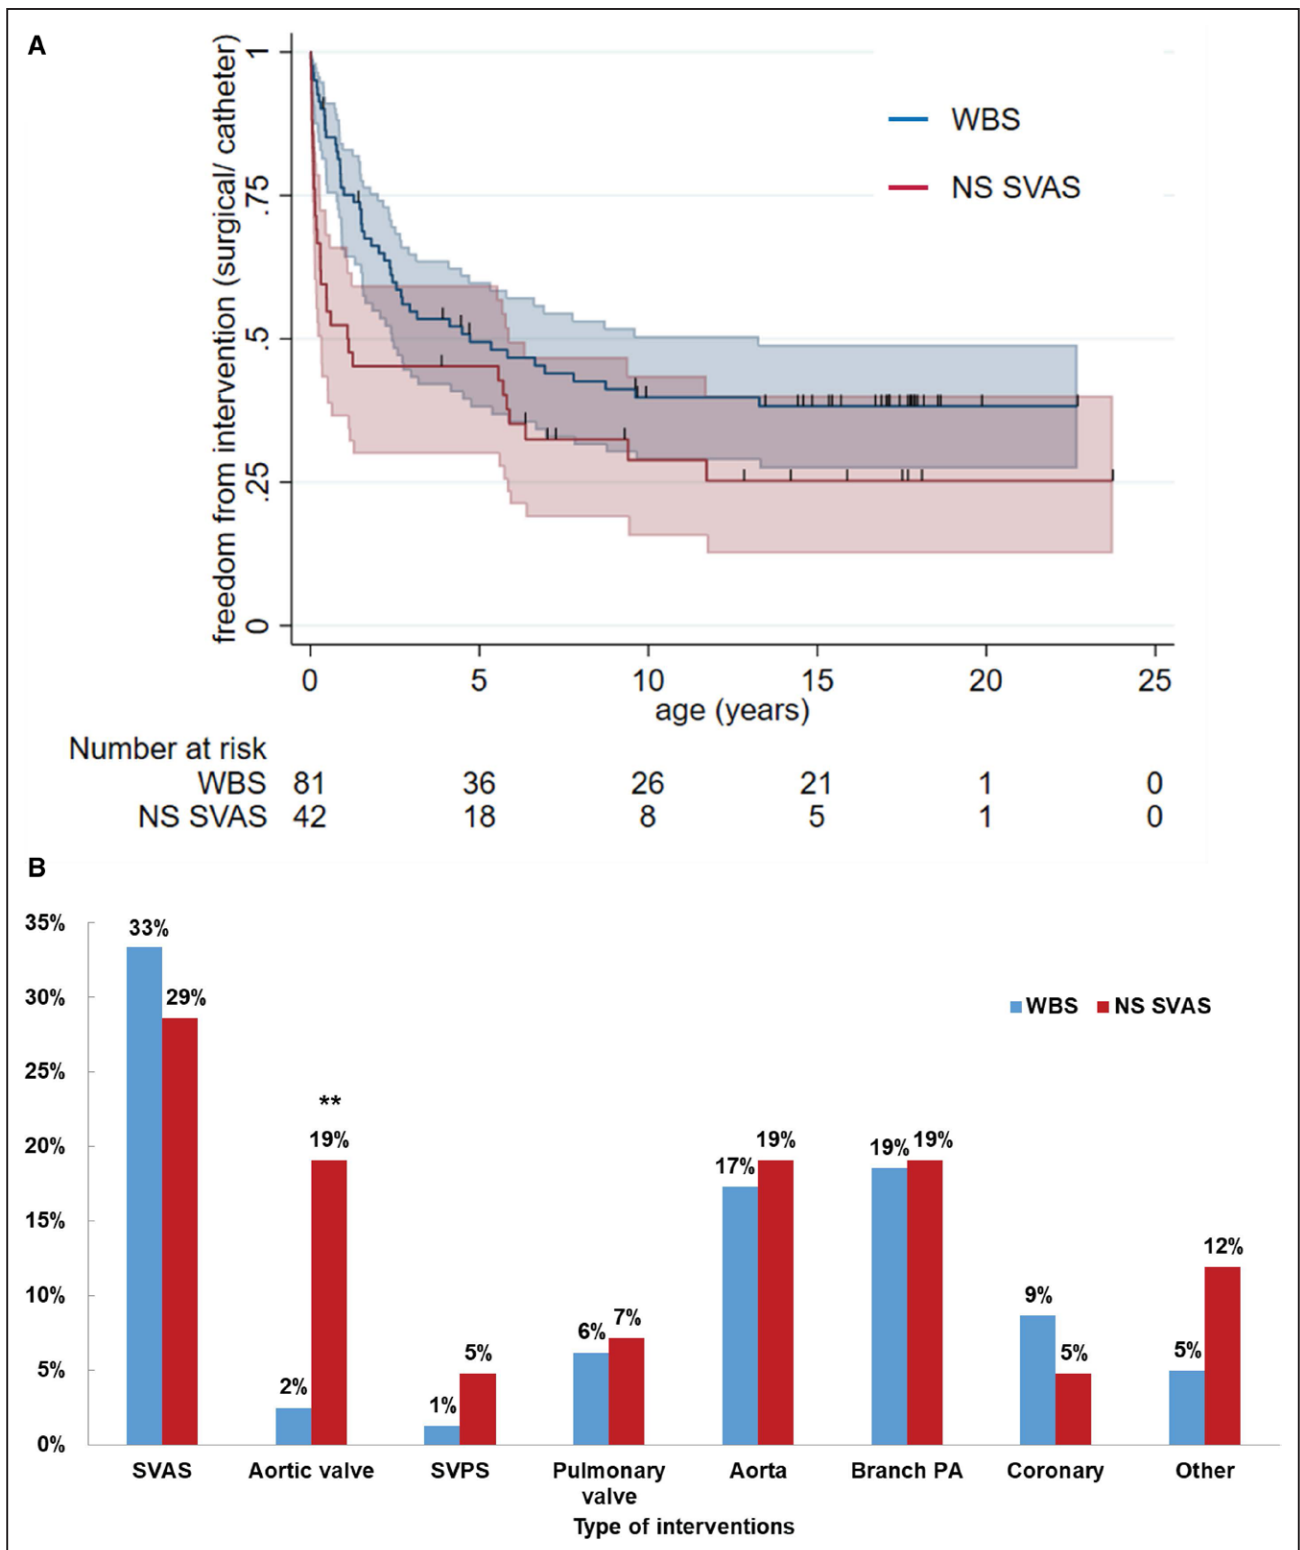 A
freedom from intervention (surgical/ catheter)
1
.75
.5
.25
0
WBS
NS SVAS
0 5 10 15 20 25
age (years)
Number at risk
WBS 81 36 26 21 1 0
NS SVAS 42 18 8 5 1 0
B
35%
30%
25%
20%
15%
10%
5%
0%
33%
29%
2%
**
19%
1%
5%
6%
7%
17%
19%
19%
19%
9%
5%
5%
12%
WBS NS SVAS
SVAS Aortic valve SVPS Pulmonary Aorta Branch PA Coronary Other
valve
Type of interventions